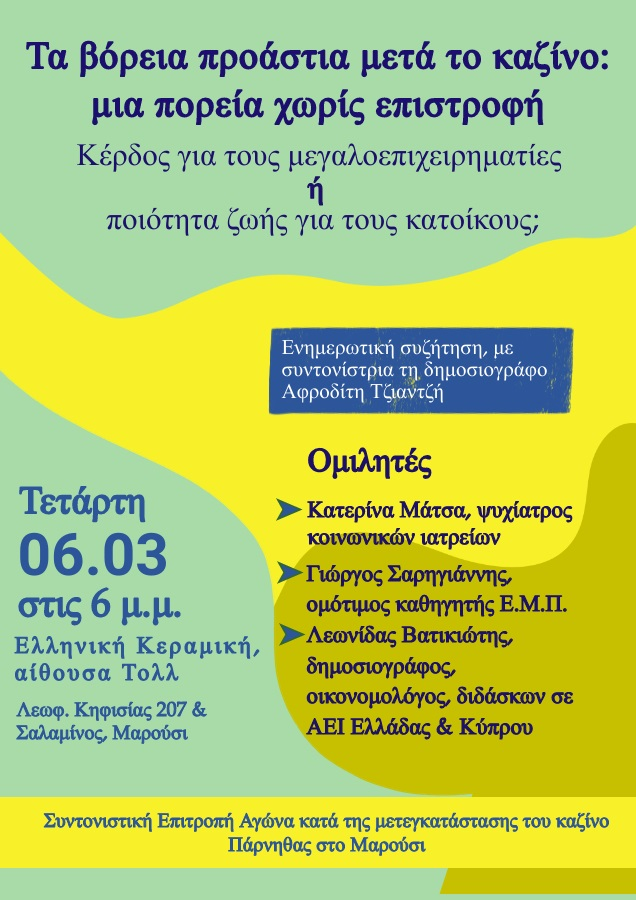 Τα βόρεια προάστια μετά το καζίνο:
μια πορεία χωρίς επιστροφή
Κέρδος για τους μεγαλοεπιχειρηματίες
ή
ποιότητα ζωής για τους κατοίκους;
Ενημερωτική συζήτηση, με
συντονίστρια τη δημοσιογράφο
Αφροδίτη Τζιαντζή
Ομιλητές
Κατερίνα Μάτσα, ψυχίατρος
κοινωνικών ιατρείων
Γιώργος Σαρηγιάννης,
ομότιμος καθηγητής Ε.Μ.Π.
Λεωνίδας Βατικιώτης,
δημοσιογράφος,
οικονομολόγος, διδάσκων σε
ΑΕΙ Ελλάδας & Κύπρου
Τετάρτη
06.03
στις 6 μ.μ.
Ελληνική Κεραμική,
αίθουσα Τολλ
Λεωφ. Κηφισίας 207 &
Σαλαμίνος, Μαρούσι
Συντονιστική Επιτροπή Αγώνα κατά της μετεγκατάστασης του καζίνο
Πάρνηθας στο Μαρούσι